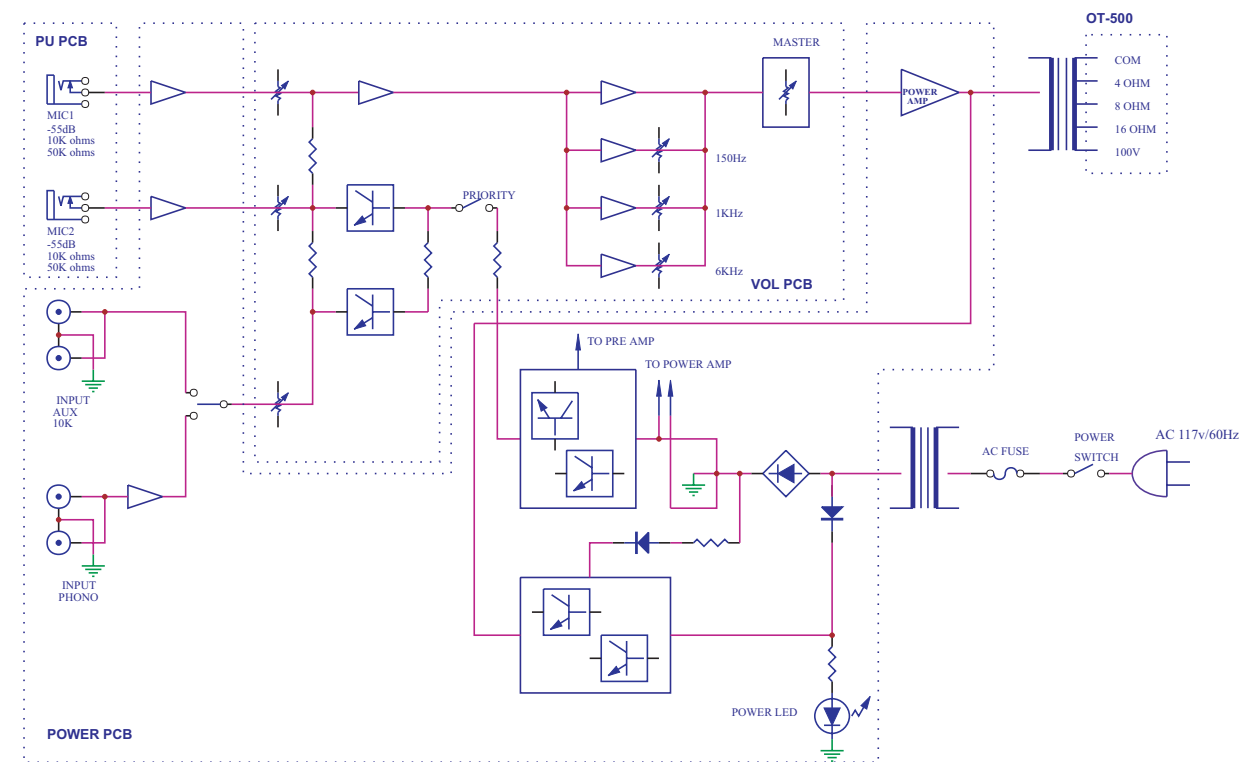 OT-500
PU PCB
MASTER
COM
4 OHM
8 OHM
16 OHM
100V
POWER
AMP
MIC1
-55dB
10K ohms
50K ohms
150Hz
PRIORITY
1KHz
MIC2
-55dB
10K ohms
50K ohms
6KHz
VOL PCB
TO PRE AMP
TO POWER AMP
INPUT
AUX
10K
AC FUSE
POWER
SWITCH
AC 117v/60Hz
INPUT
PHONO
POWER LED
POWER PCB